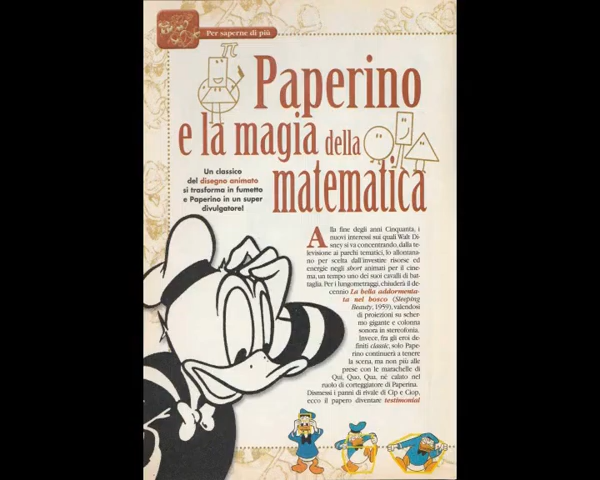 Per saperne di più
π
Paperino
e la magia della
matematica
Un classico
del disegno animato
si trasforma in fumetto
e Paperino in un super
divulgatore!
Alla fine degli anni Cinquanta, i
nuovi interessi sui quali Walt Di-
sney si va concentrando, dalla te-
levisione ai parchi tematici, lo allontana-
no per scelta dall'investire risorse ed
energie negli short animati per il cine-
ma, un tempo uno dei suoi cavalli di bat-
taglia. Per i lungometraggi, chiuderà il de-
cennio La bella addormenta-
ta nel bosco (Sleeping
Beauty, 1959), valendosi
di proiezioni su scher-
mo gigante e colonna
sonora in stereofonia.
Invece, fra gli eroi de-
finiti classic, solo Pape-
rino continuerà a tenere
la scena, ma non più alle
prese con le marachelle di
Qui, Quo, Qua, né calato nel
ruolo di corteggiatore di Paperina.
Dismessi i panni di rivale di Cip e Ciop,
ecco il papero diventare testimonial